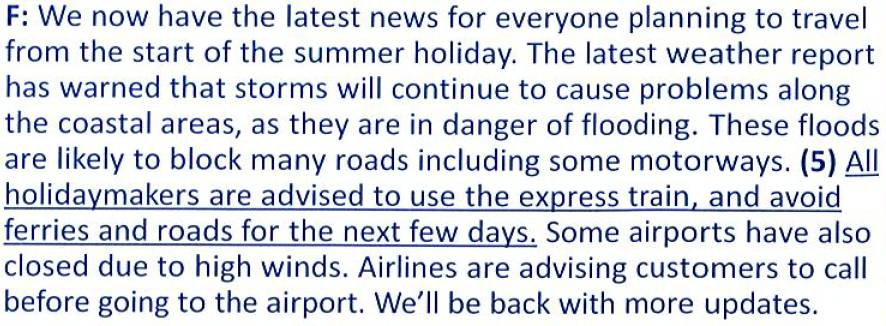 F: We now have the latest news for everyone planning to travel
from the start of the summer holiday. The latest weather report
has warned that storms will continue to cause problems along
the coastal areas, as they are in danger of flooding. These floods
are likely to block many roads including some motorways. (5) All
holidaymakers are advised to use the express train, and avoid
ferries and roads for the next few days. Some airports have also
closed due to high winds. Airlines are advising customers to call
before going to the airport. We’ll be back with more updates.